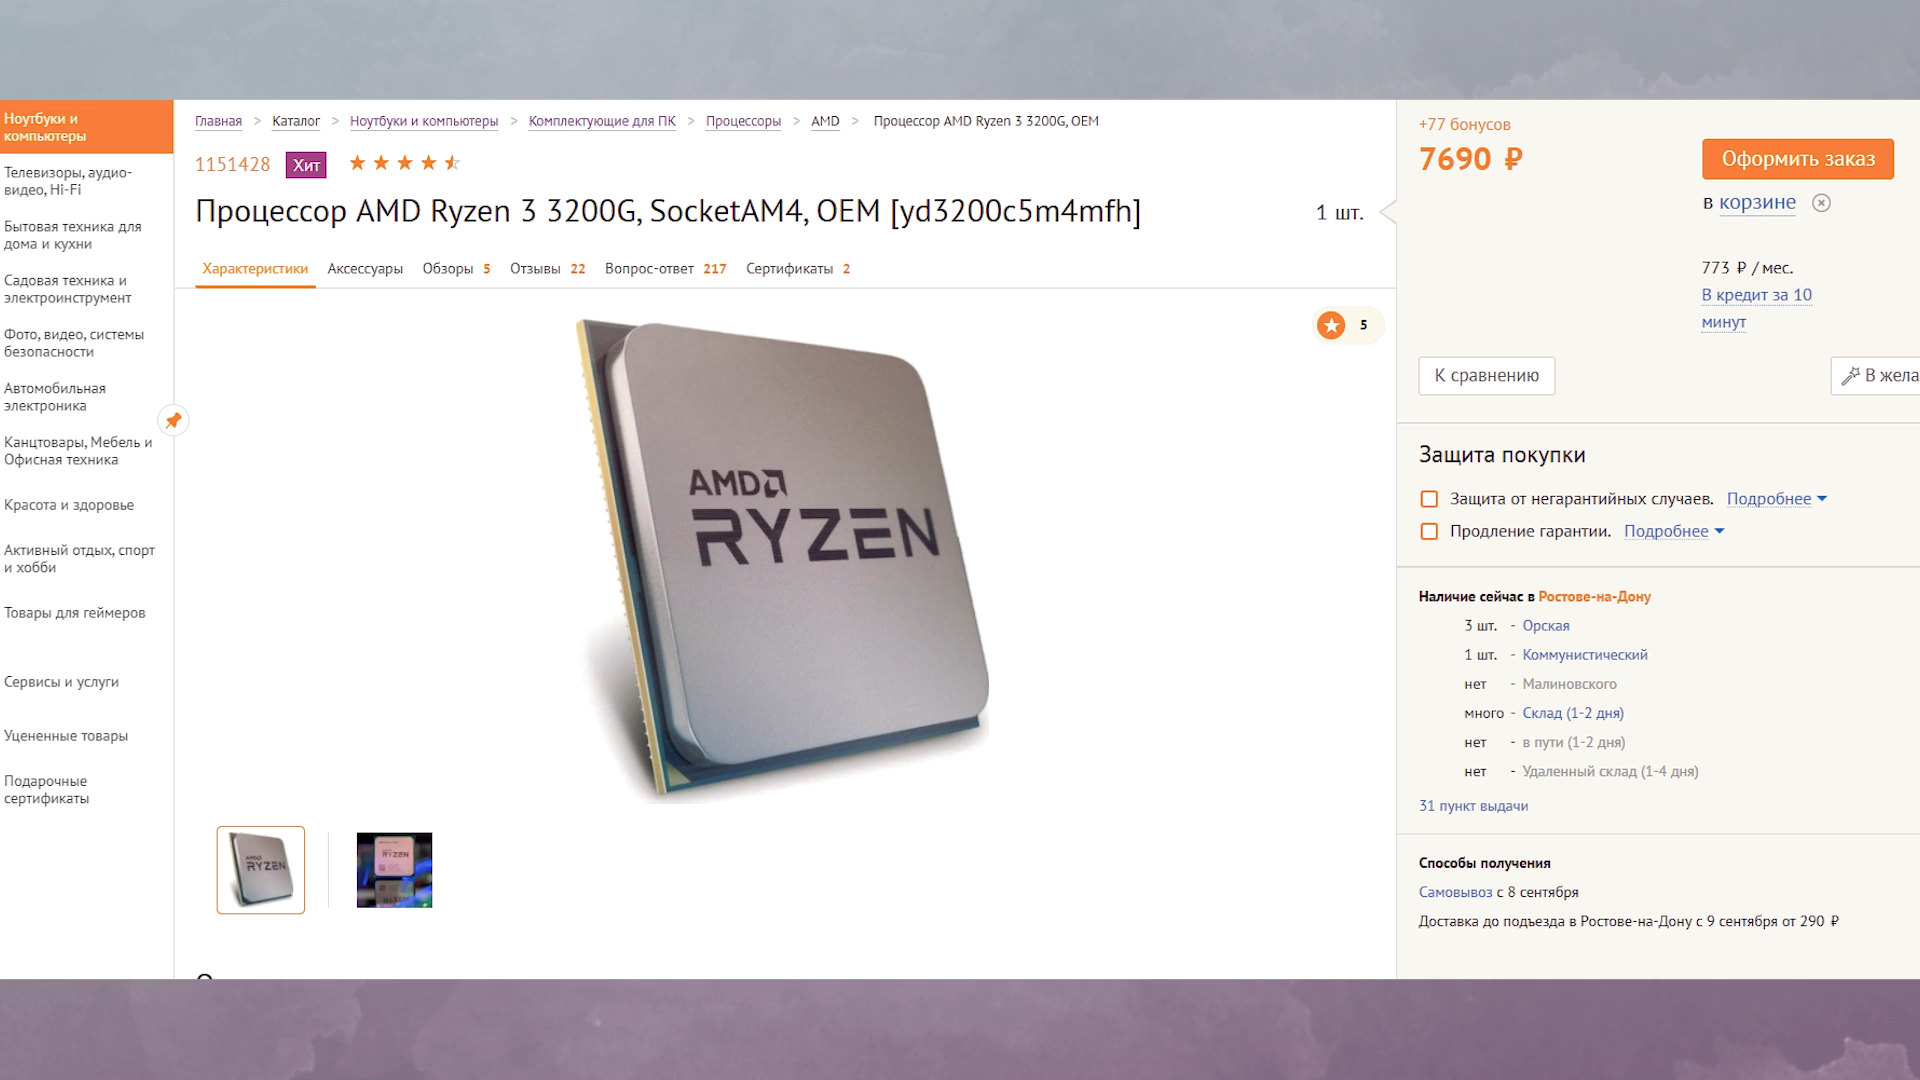 Ноутбуки и
компьютеры
Телевизоры, аудио-
видео, Hi-Fi
Бытовая техника для
дома и кухни
Садовая техника и
электроинструмент
Фото, видео, системы
безопасности
Автомобильная
электроника
Канцтовары, Мебель и
Офисная техника
Красота и здоровье
Активный отдых, спорт
и хобби
Товары для геймеров
Сервисы и услуги
Уцененные товары
Подарочные
сертификаты
Главная > Каталог > Ноутбуки и компьютеры > Комплектующие для ПК > Процессоры > AMD > Процессор AMD Ryzen 3 3200G, OEM
1151428 Хит
Процессор AMD Ryzen 3 3200G, SocketAM4, OEM [yd3200c5m4mfh]
1 шт.
Характеристики Аксессуары Обзоры 5 Отзывы 22 Вопрос-ответ 217 Сертификаты 2
5
AMD
RYZEN
AMD
RYZEN
RYZEN
+77 бонусов
7690 ₽
Оформить заказ
в корзине
773 ₽ / мес.
В кредит за 10
минут
К сравнению
В жела
Защита покупки
Защита от негарантийных случаев. Подробнее
Продление гарантии. Подробнее
Наличие сейчас в Ростове-на-Дону
3 шт. - Орская
1 шт. - Коммунистический
нет - Малиновского
много - Склад (1-2 дня)
нет - в пути (1-2 дня)
нет - Удаленный склад (1-4 дня)
31 пункт выдачи
Способы получения
Самовывоз с 8 сентября
Доставка до подъезда в Ростове-на-Дону с 9 сентября от 290 ₽